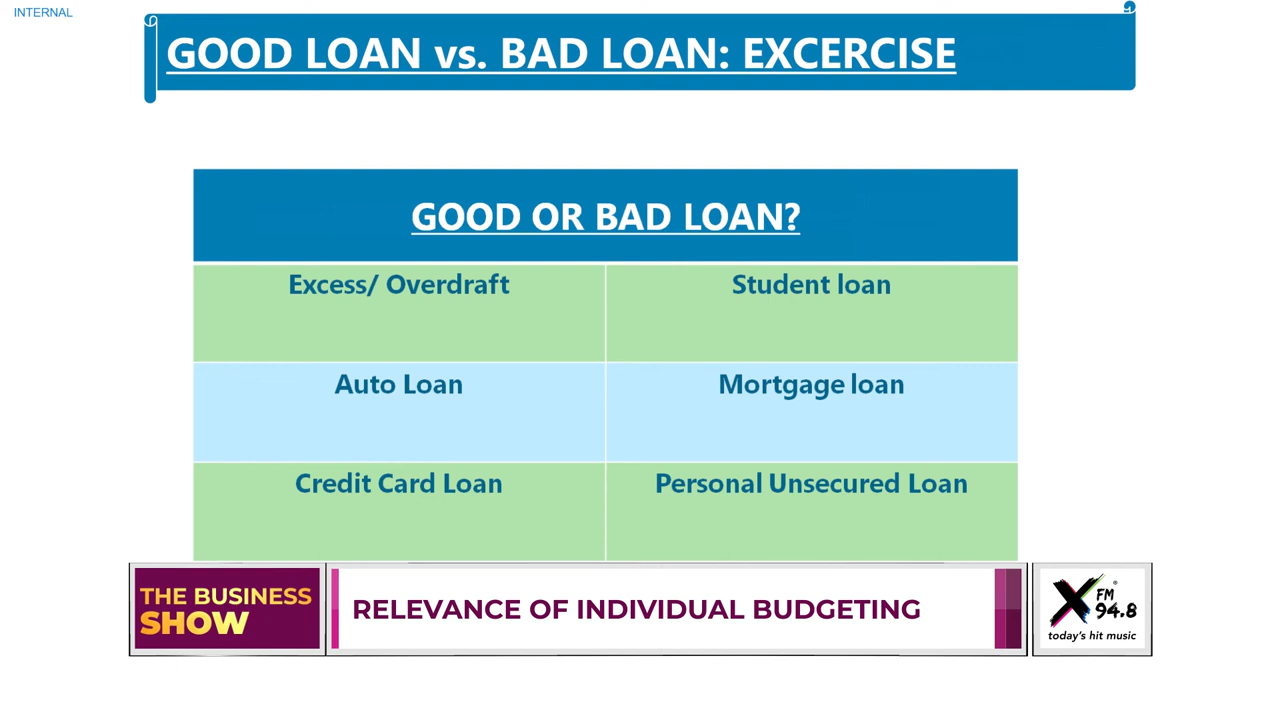 INTERNAL
GOOD LOAN vs. BAD LOAN: EXCERCISE
GOOD OR BAD LOAN?
Excess/ Overdraft
Student loan
Auto Loan
Mortgage loan
Credit Card Loan
Personal Unsecured Loan
THE BUSINESS
SHOW
RELEVANCE OF INDIVIDUAL BUDGETING
X FM
94.8
today's hit music